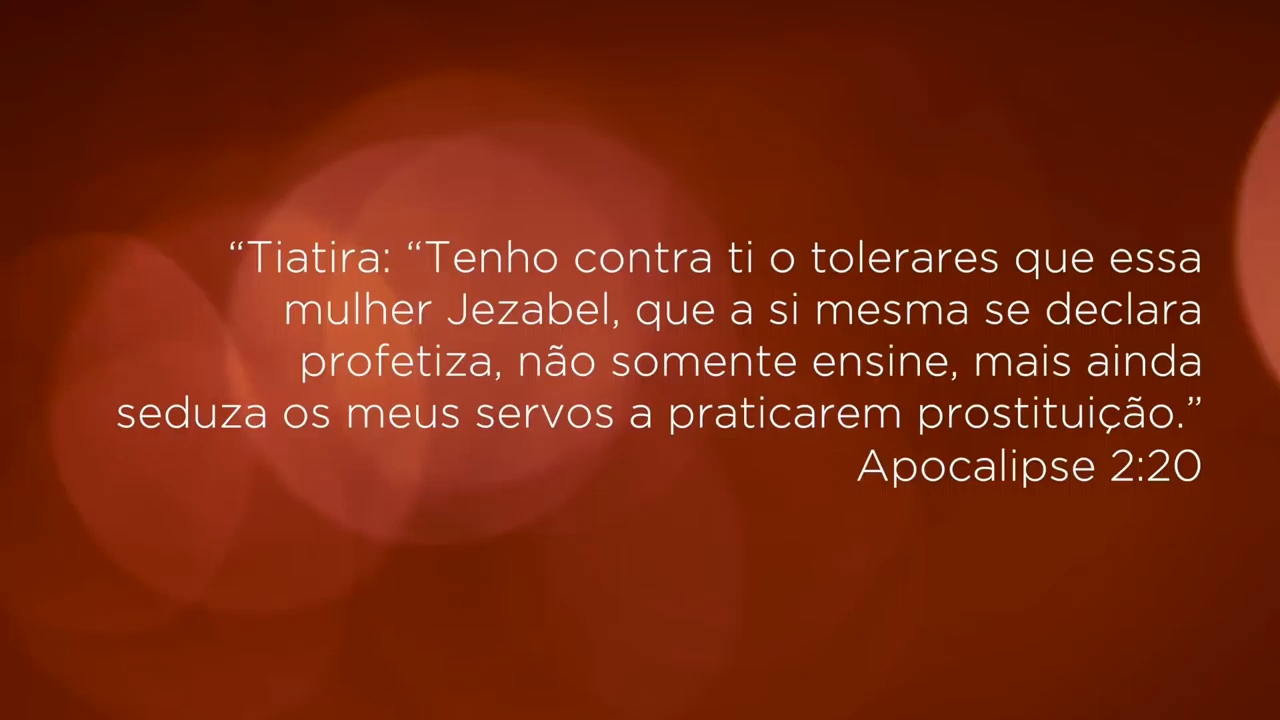 “Tiatira: “Tenho contra ti o tolerares que essa
mulher Jezabel, que a si mesma se declara
profetiza, não somente ensine, mais ainda
seduza os meus servos a praticarem prostituição.”
Apocalipse 2:20